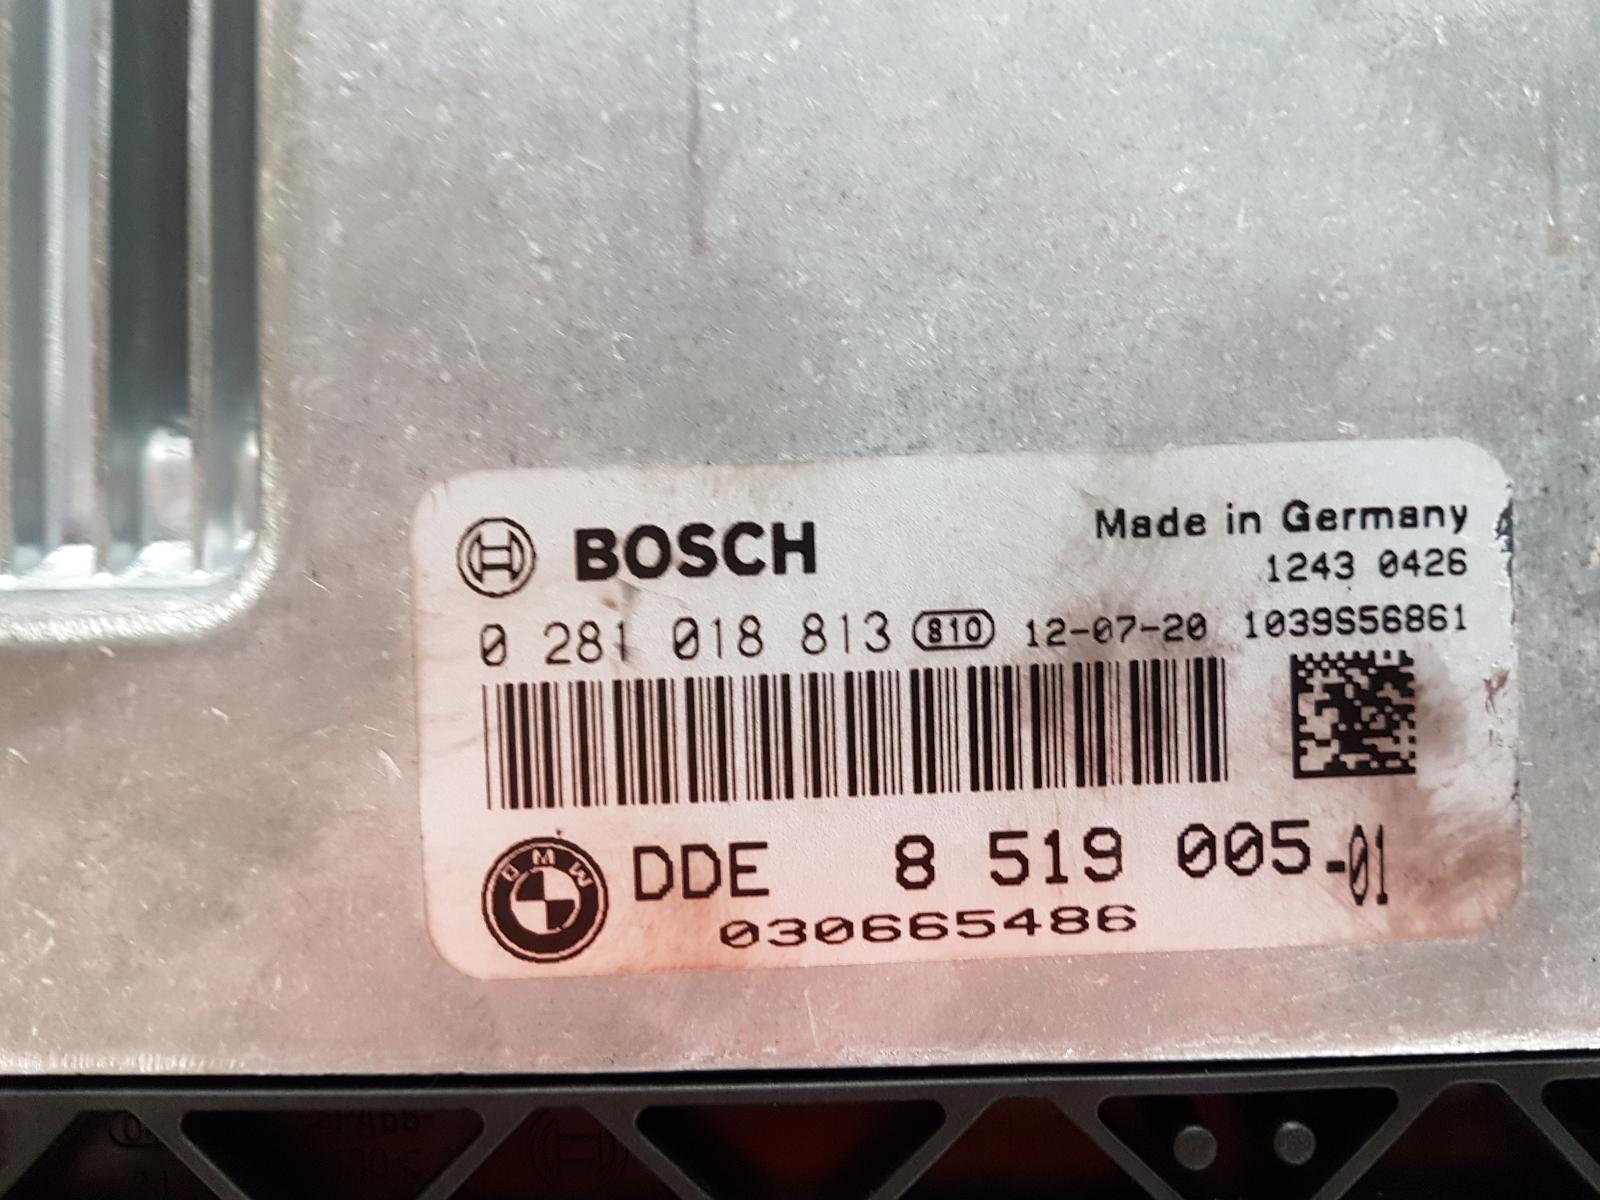 BOSCH
Made in Germany
1243 0426
0 281 018 813 810 12-07-20 1039S56861
BMW DDE 8 519 005-01
030665486